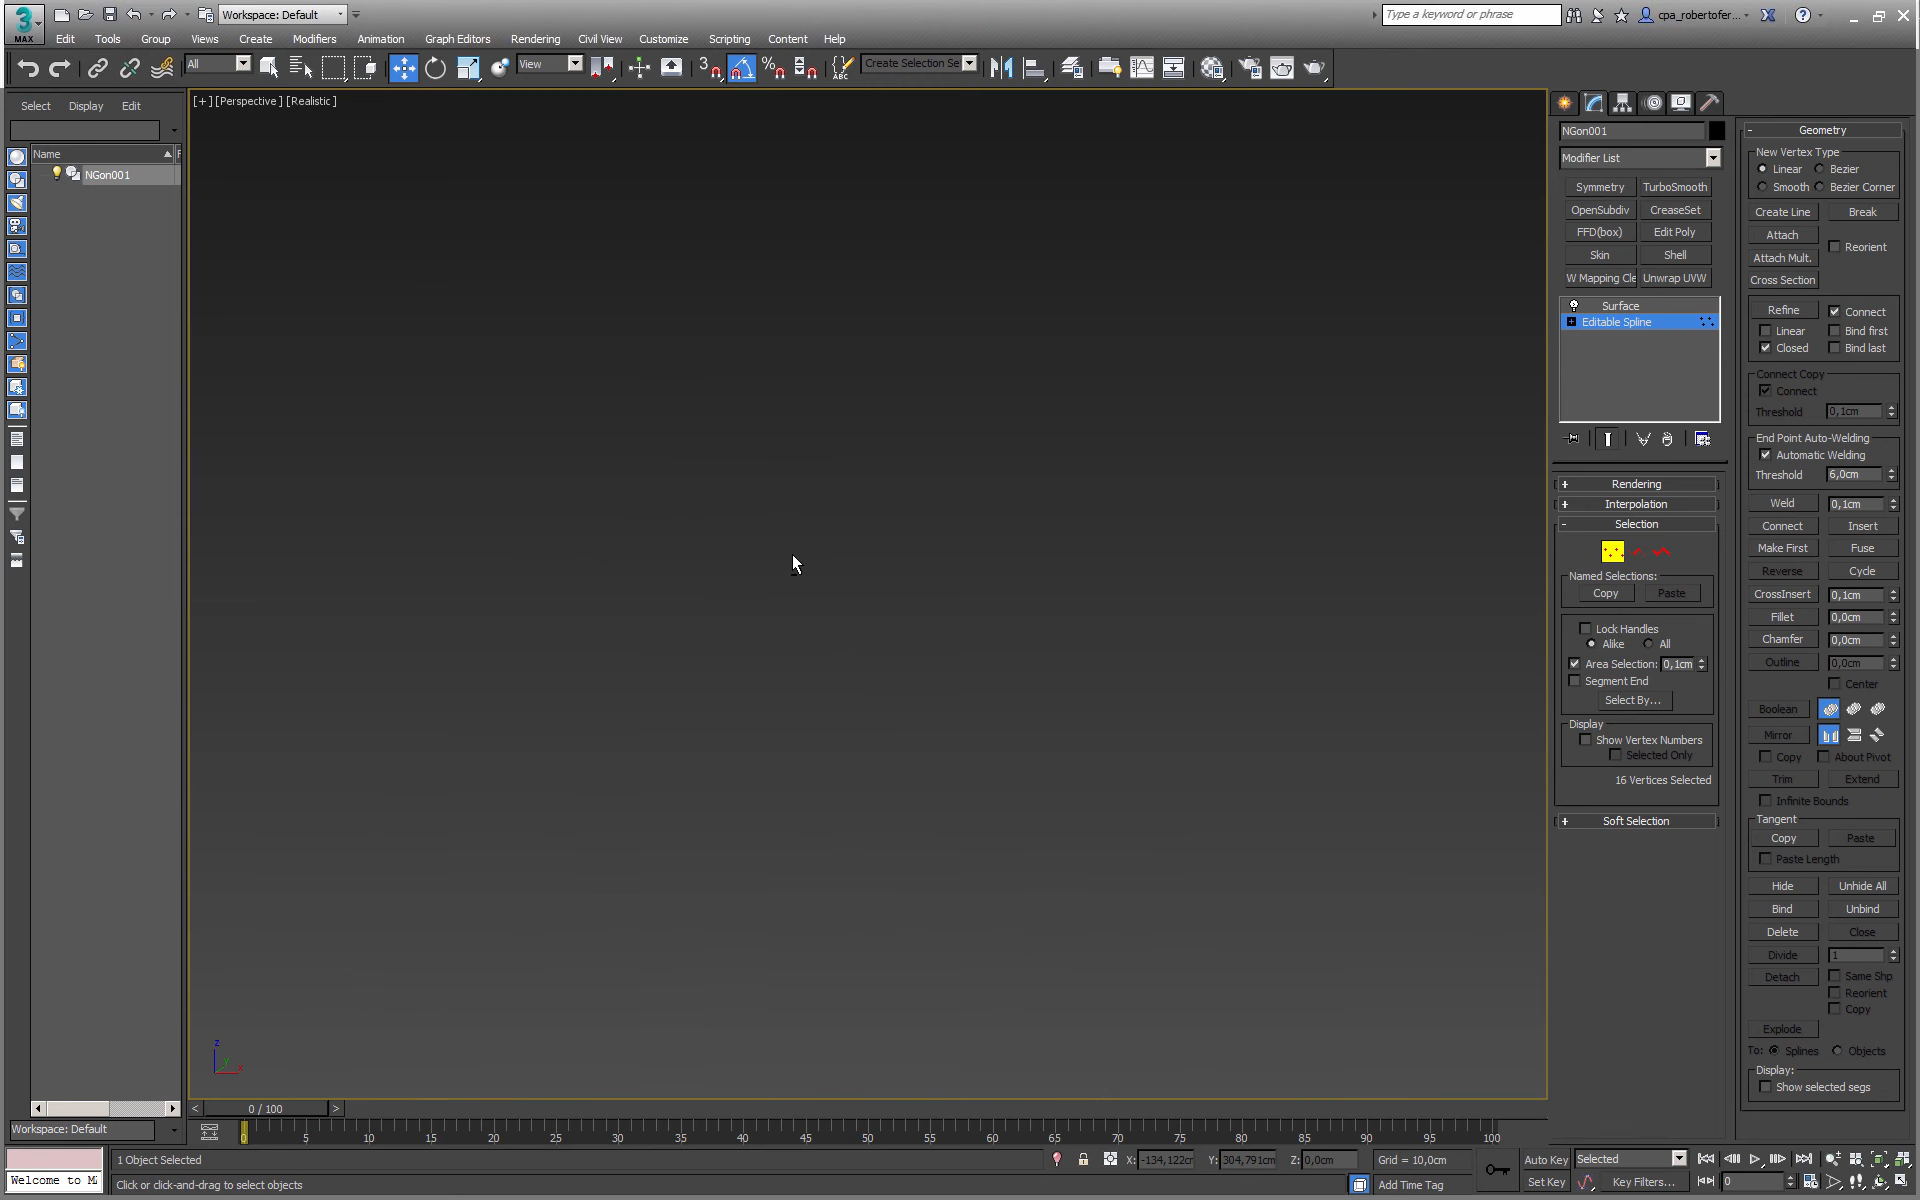 Workspace: Default
Type a keyword or phrase
cpa_robertofer...
MAX
Edit Tools Group Views Create Modifiers Animation Graph Editors Rendering Civil View Customize Scripting Content Help
All
View
3
%
ABC
Create Selection Se
Select Display Edit
Name
NGon001
[+] [Perspective ] [Realistic ]
z
y
x
NGon001
Modifier List
Symmetry TurboSmooth
OpenSubdiv CreaseSet
FFD(box) Edit Poly
Skin Shell
W Mapping Cle Unwrap UVW
Surface
Editable Spline
+ Rendering
+ Interpolation
- Selection
Named Selections:
Copy Paste
Lock Handles
Alike All
Area Selection: 0,1cm
Segment End
Select By...
Display
Show Vertex Numbers
Selected Only
16 Vertices Selected
+ Soft Selection
- Geometry
New Vertex Type
Linear Bezier
Smooth Bezier Corner
Create Line Break
Attach
Reorient
Attach Mult.
Cross Section
Refine Connect
Linear Bind first
Closed Bind last
Connect Copy
Connect
Threshold 0,1cm
End Point Auto-Welding
Automatic Welding
Threshold 6,0cm
Weld 0,1cm
Connect Insert
Make First Fuse
Reverse Cycle
CrossInsert 0,1cm
Fillet 0,0cm
Chamfer 0,0cm
Outline 0,0cm
Center
Boolean
Mirror
Copy About Pivot
Trim Extend
Infinite Bounds
Tangent
Copy Paste
Paste Length
Hide Unhide All
Bind Unbind
Delete Close
Divide 1
Detach Same Shp
Reorient
Copy
Explode
To: Splines Objects
Display:
Show selected segs
< 0 / 100 >
Workspace: Default
0 5 10 15 20 25 30 35 40 45 50 55 60 65 70 75 80 85 90 95 100
1 Object Selected
X: -134,122cr Y: 304,791cm Z: 0,0cm Grid = 10,0cm
Auto Key Selected
Welcome to M
Click or click-and-drag to select objects
Add Time Tag
Set Key Key Filters... 0